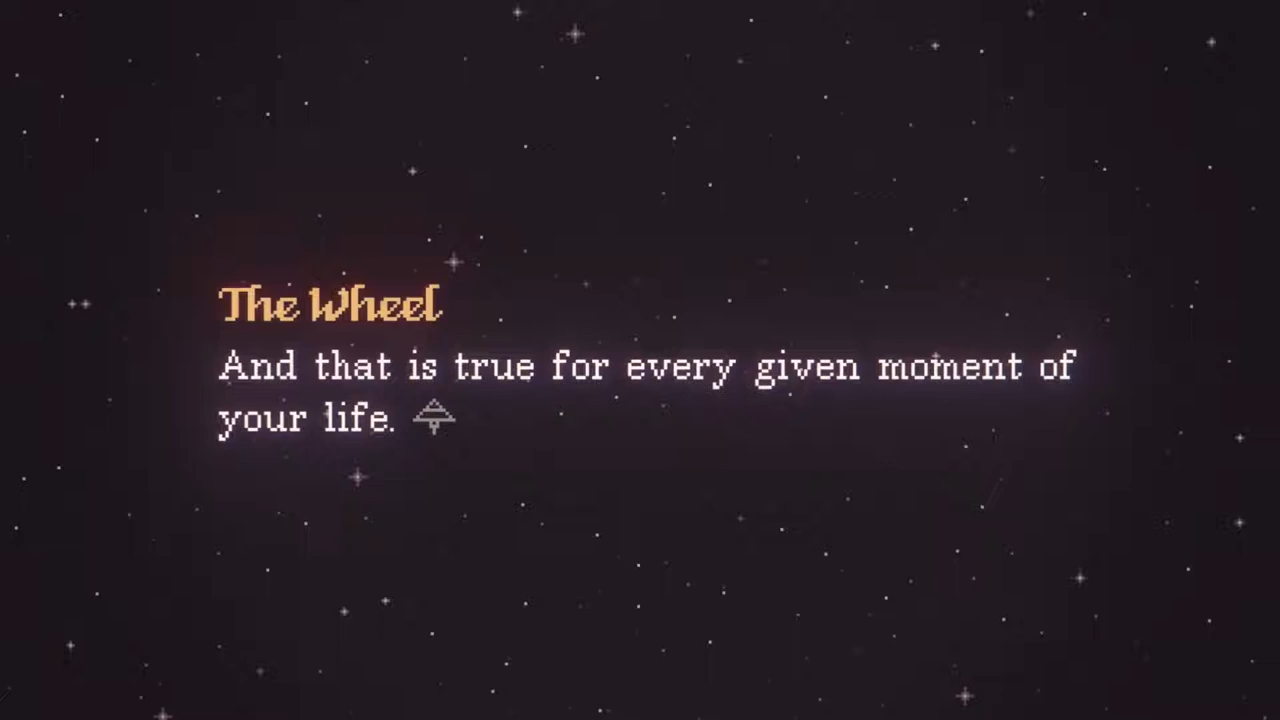 The Wheel
And that is true for every given moment of
your life.